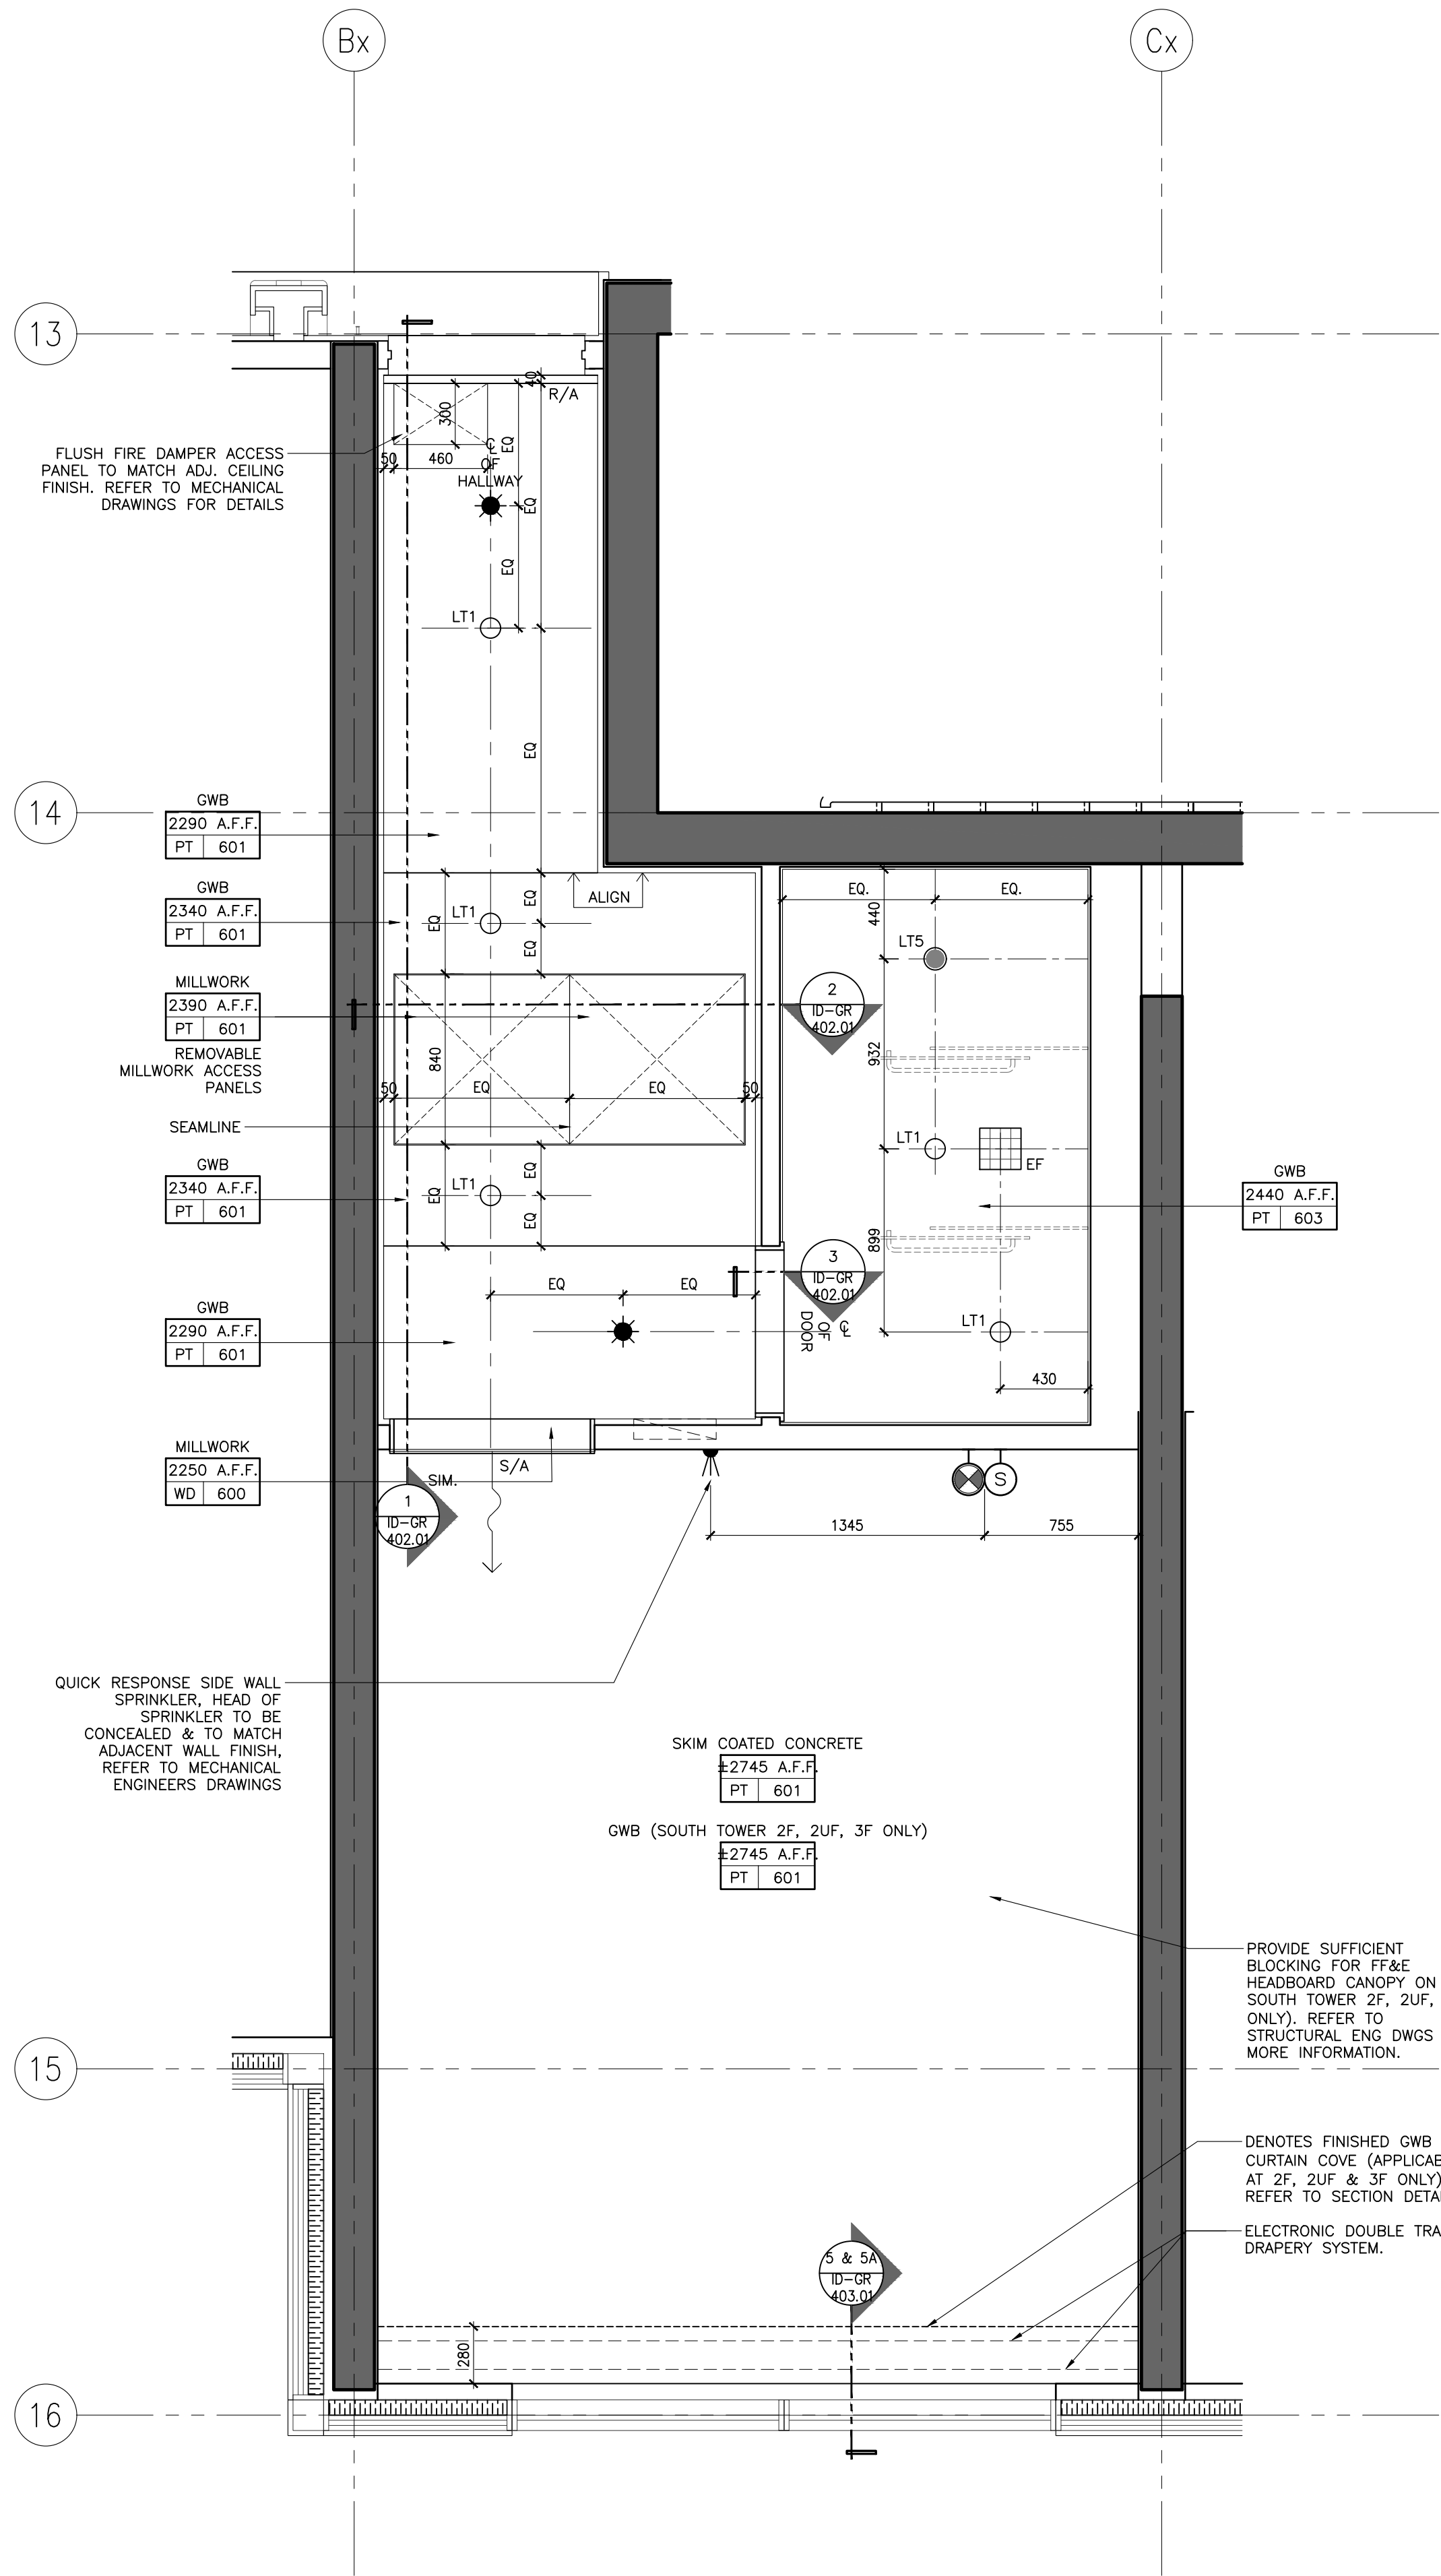 Bx
Cx
13
40
R/A
300
EQ
FLUSH FIRE DAMPER ACCESS
PANEL TO MATCH ADJ. CEILING
FINISH. REFER TO MECHANICAL
DRAWINGS FOR DETAILS
50
460
℄
OF
HALLWAY
EQ
EQ
LT1
EQ
14
GWB
2290 A.F.F.
PT 601
GWB
2340 A.F.F.
PT 601
LT1
EQ
EQ
EQ
ALIGN
EQ.
EQ.
440
LT5
MILLWORK
2390 A.F.F.
PT 601
REMOVABLE
MILLWORK ACCESS
PANELS
2
ID-GR
402.01
932
840
50
EQ
EQ
50
SEAMLINE
LT1
EF
GWB
2340 A.F.F.
PT 601
LT1
EQ
EQ
EQ
GWB
2440 A.F.F.
PT 603
899
3
ID-GR
402.01
EQ
EQ
GWB
2290 A.F.F.
PT 601
℄
OF
DOOR
LT1
430
MILLWORK
2250 A.F.F.
WD 600
S/A
SIM.
1
ID-GR
402.01
S
1345
755
QUICK RESPONSE SIDE WALL
SPRINKLER, HEAD OF
SPRINKLER TO BE
CONCEALED & TO MATCH
ADJACENT WALL FINISH,
REFER TO MECHANICAL
ENGINEERS DRAWINGS
SKIM COATED CONCRETE
±2745 A.F.F.
PT 601
GWB (SOUTH TOWER 2F, 2UF, 3F ONLY)
±2745 A.F.F.
PT 601
PROVIDE SUFFICIENT
BLOCKING FOR FF&E
HEADBOARD CANOPY ON
SOUTH TOWER 2F, 2UF,
ONLY). REFER TO
STRUCTURAL ENG DWGS
MORE INFORMATION.
15
DENOTES FINISHED GWB
CURTAIN COVE (APPLICAB
AT 2F, 2UF & 3F ONLY)
REFER TO SECTION DETA
ELECTRONIC DOUBLE TRA
DRAPERY SYSTEM.
5 & 5A
ID-GR
403.01
280
16